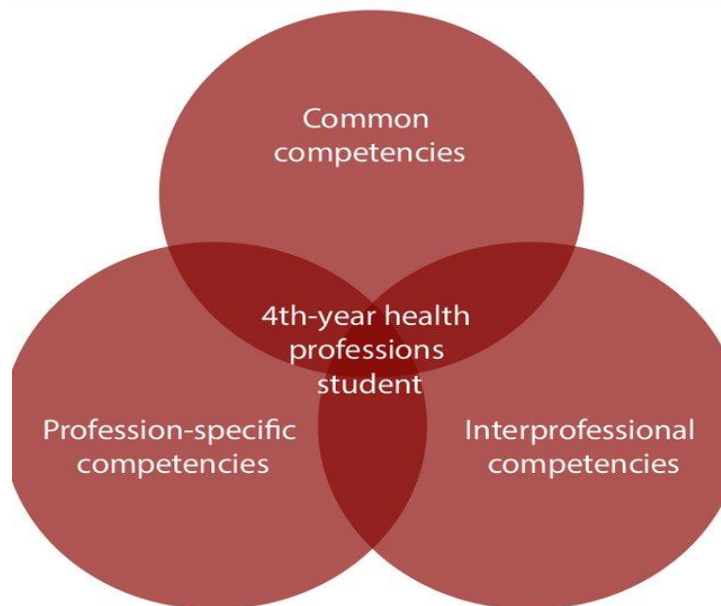 Common
competencies
4th-year health
professions
student
Profession-specific
competencies
Interprofessional
competencies